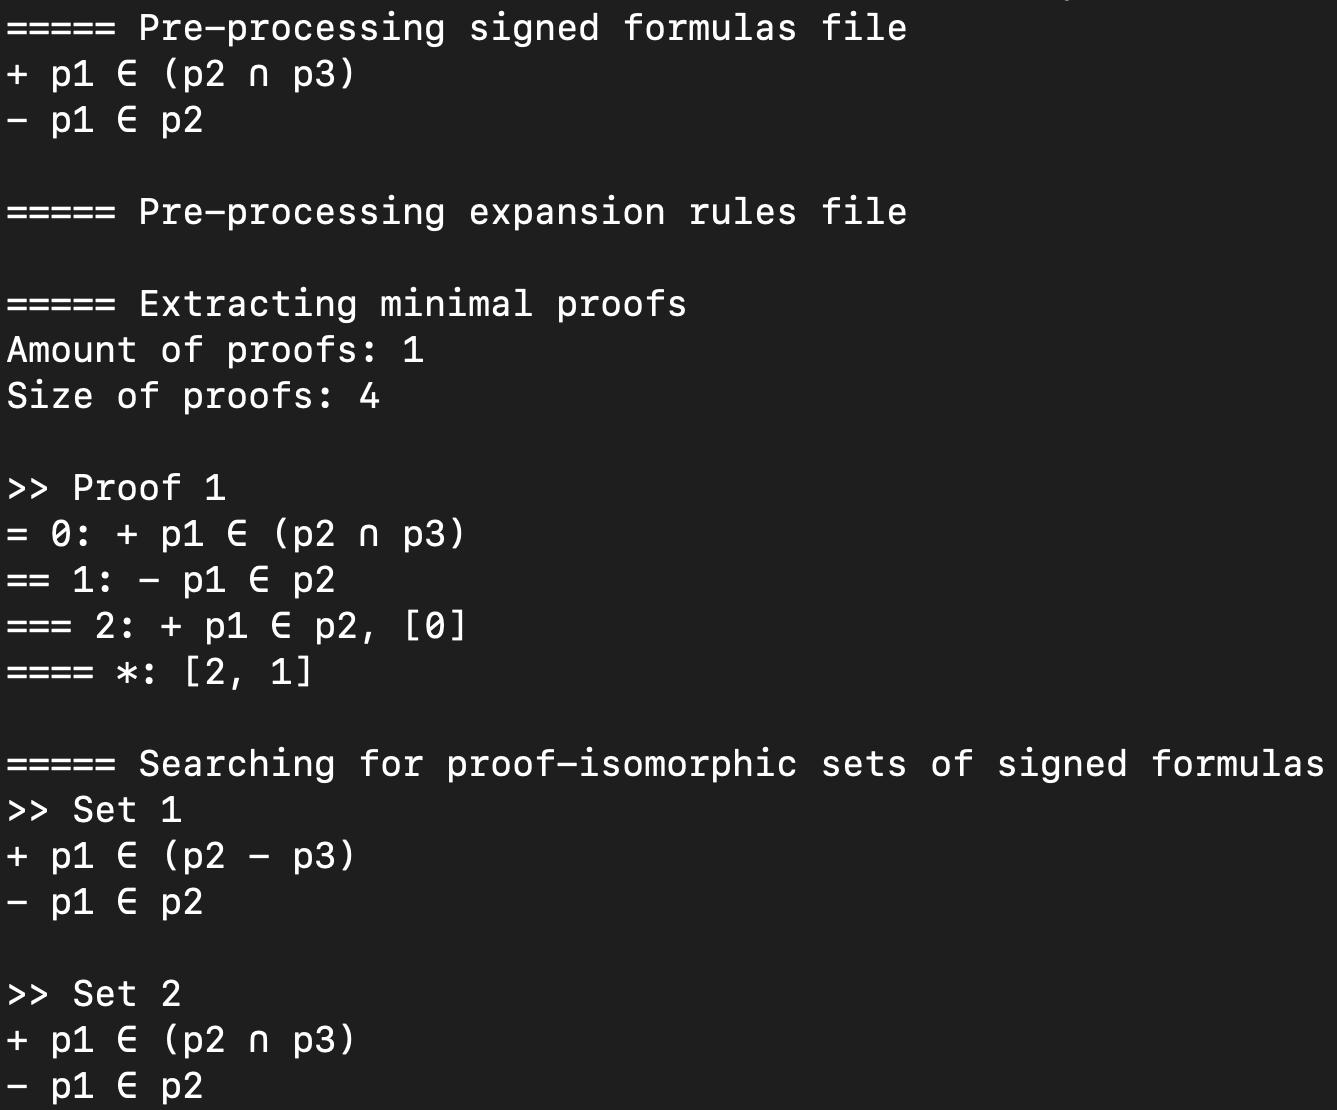 ===== Pre-processing signed formulas file
+ p1 ∈ (p2 ∩ p3)
- p1 ∈ p2
===== Pre-processing expansion rules file
===== Extracting minimal proofs
Amount of proofs: 1
Size of proofs: 4
>> Proof 1
= 0: + p1 ∈ (p2 ∩ p3)
== 1: - p1 ∈ p2
=== 2: + p1 ∈ p2, [0]
==== *: [2, 1]
===== Searching for proof-isomorphic sets of signed formulas
>> Set 1
+ p1 ∈ (p2 - p3)
- p1 ∈ p2
>> Set 2
+ p1 ∈ (p2 ∩ p3)
- p1 ∈ p2